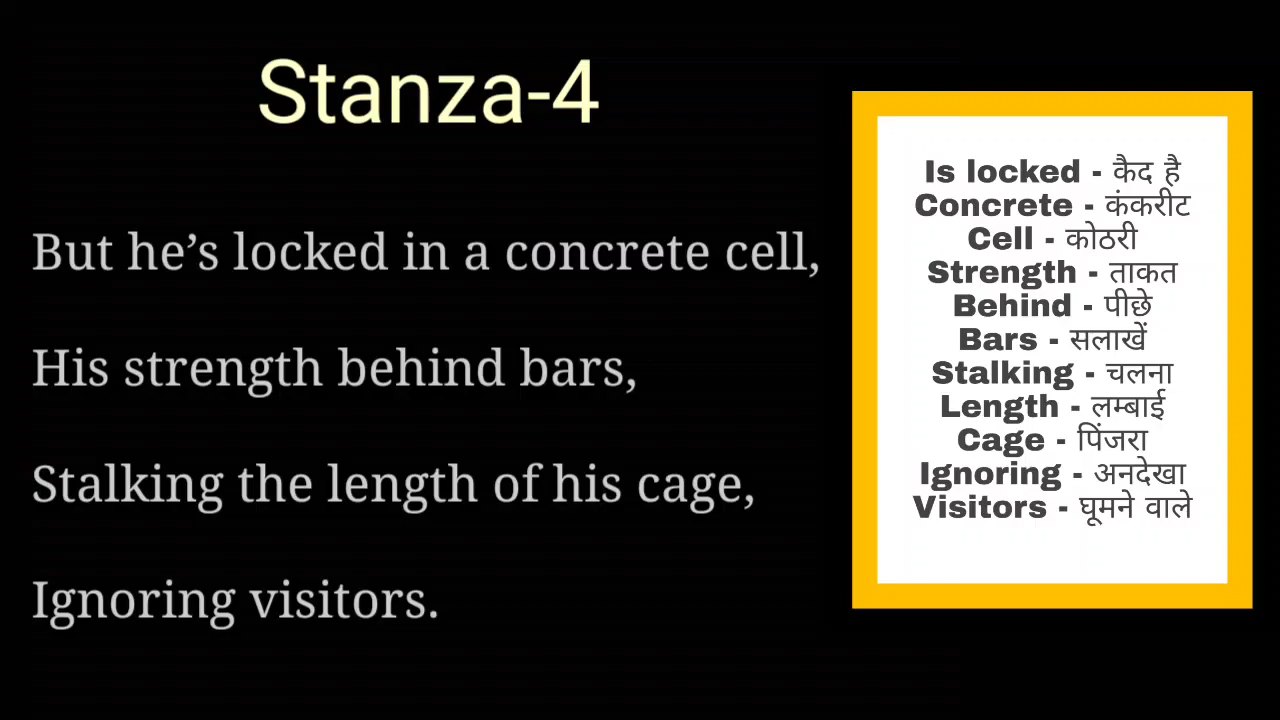 Stanza-4
But he's locked in a concrete cell,
His strength behind bars,
Stalking the length of his cage,
Ignoring visitors.
Is locked - कैद है
Concrete - कंकरीट
Cell - कोठरी
Strength - ताकत
Behind - पीछे
Bars - सलाखें
Stalking - चलना
Length - लम्बाई
Cage - पिंजरा
Ignoring - अनदेखा
Visitors - घूमने वाले